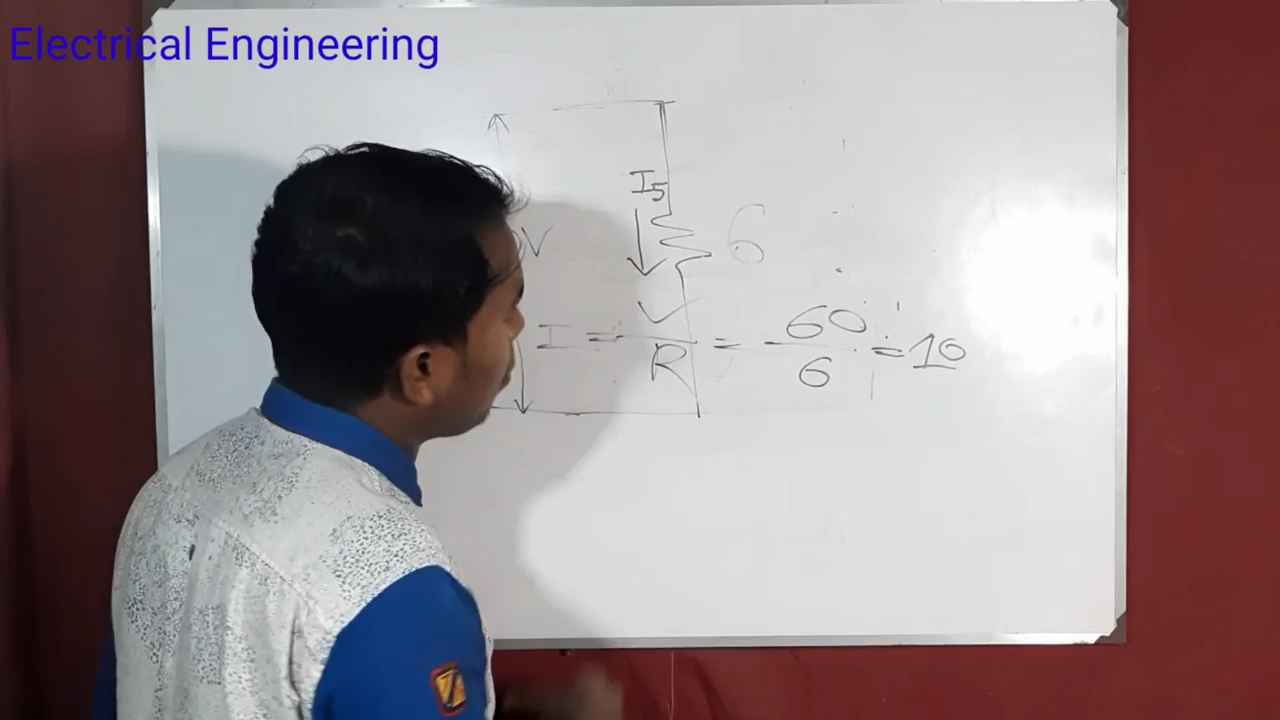 Electrical Engineering
I5
V
6
I = V/R = 60/6 = 10